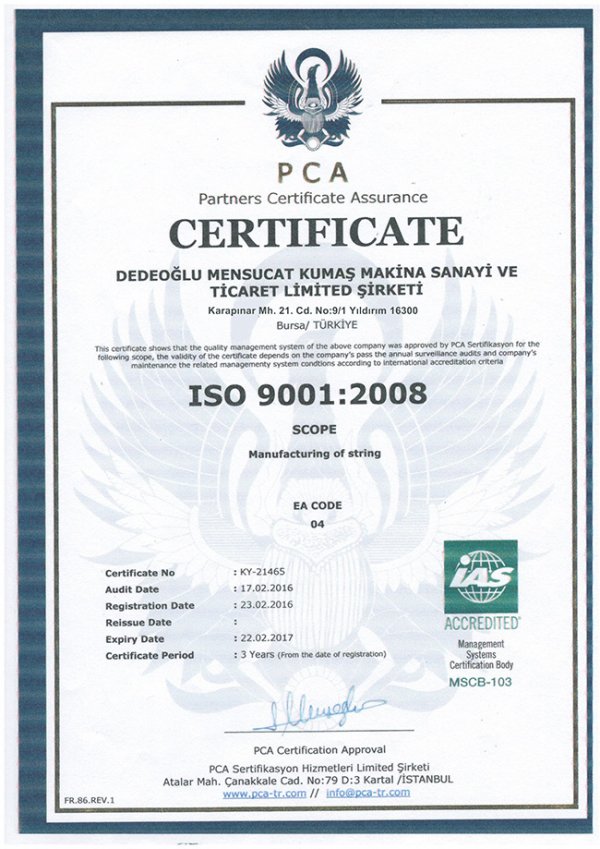 PCA
Partners Certificate Assurance
CERTIFICATE
DEDEOĞLU MENSUCAT KUMAŞ MAKİNA SANAYİ VE
TİCARET LİMİTED ŞİRKETİ
Karapınar Mh. 21. Cd. No:9/1 Yıldırım 16300
Bursa/ TÜRKİYE
This certificate shows that the quality management system of the above company was approved by PCA Sertifikasyon for the
following scope, the validity of the certificate depends on the company's pass the annual surveillance audits and company's
maintenance the related managementy system condtions according to international accreditation criteria
ISO 9001:2008
SCOPE
Manufacturing of string
EA CODE
04
Certificate No : KY-21465
Audit Date : 17.02.2016
Registration Date : 23.02.2016
Reissue Date :
Expiry Date : 22.02.2017
Certificate Period : 3 Years (From the date of registration)
IAS
ACCREDITED
Management
Systems
Certification Body
MSCB-103
PCA Certification Approval
PCA Sertifikasyon Hizmetleri Limited Şirketi
Atalar Mah. Çanakkale Cad. No:79 D:3 Kartal /İSTANBUL
www.pca-tr.com // info@pca-tr.com
FR.86.REV.1